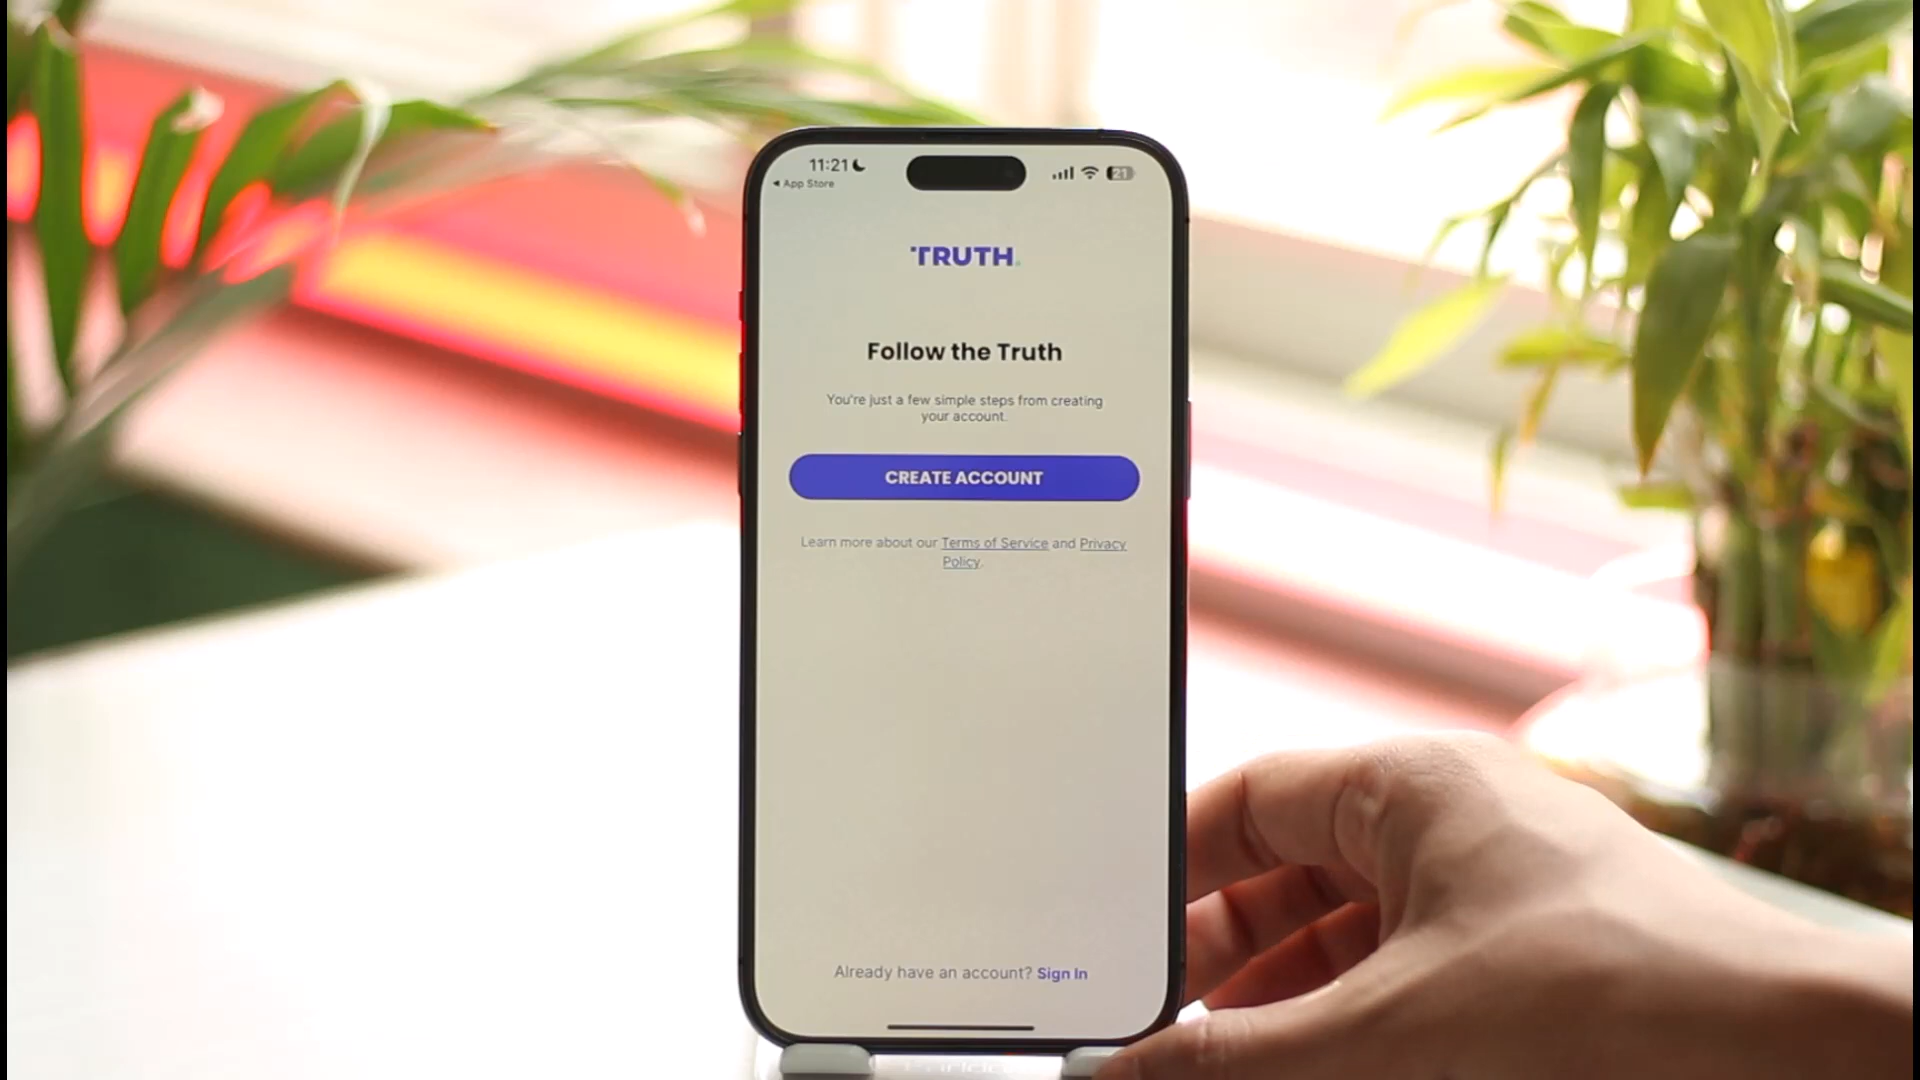 11:21
◀ App Store
21
TRUTH.
Follow the Truth
You're just a few simple steps from creating
your account.
CREATE ACCOUNT
Learn more about our Terms of Service and Privacy
Policy.
Already have an account? Sign In